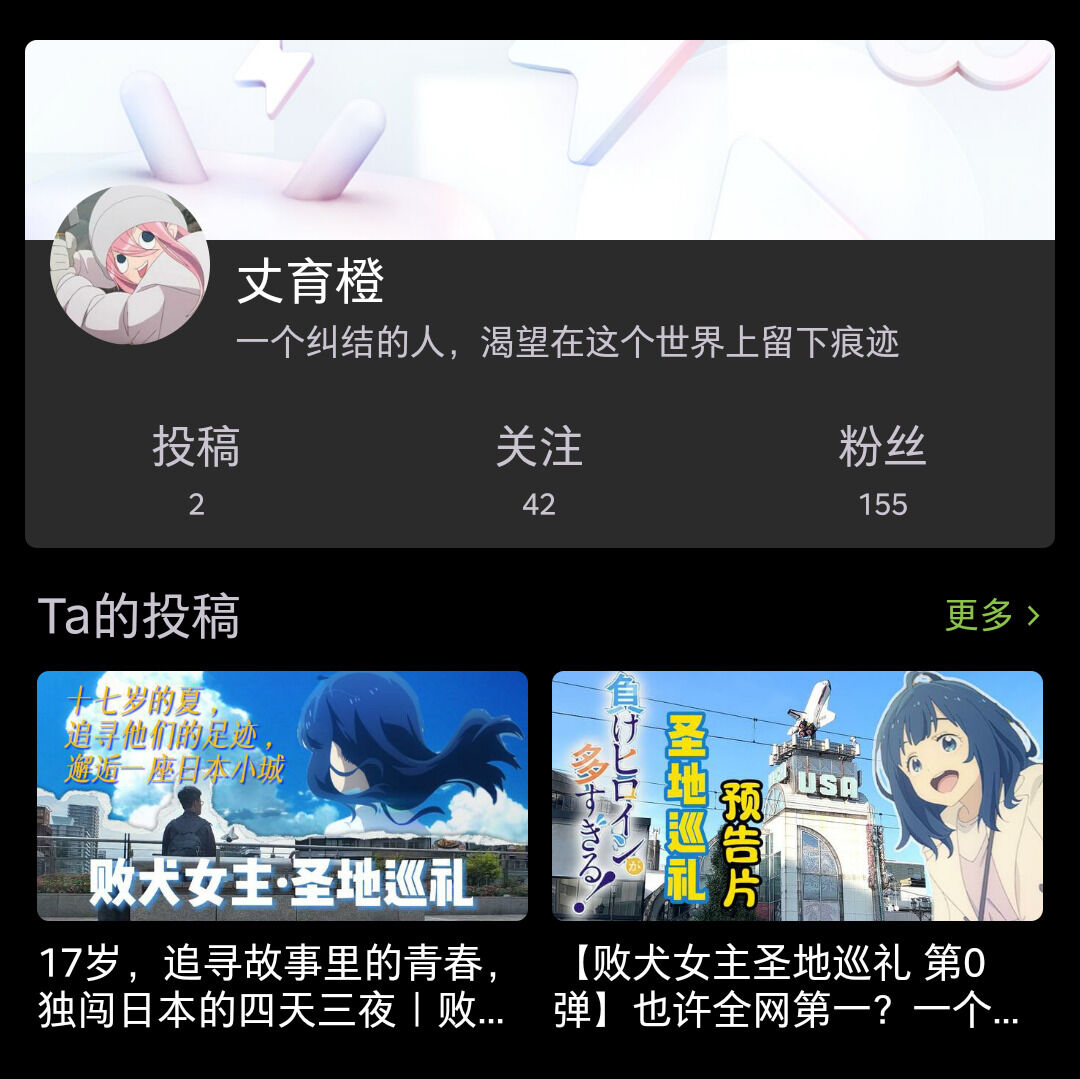 丈育橙
一个纠结的人，渴望在这个世界上留下痕迹
投稿
关注
粉丝
2
42
155
Ta的投稿
更多
十七岁的夏，
追寻他们的足迹，
邂逅一座日本小城
败犬女主·圣地巡礼
負けヒロインが
多すぎる！
圣地巡礼
预告片
USA
17岁，追寻故事里的青春，
独闯日本的四天三夜｜败...
【败犬女主圣地巡礼 第0
弹】也许全网第一？一个...